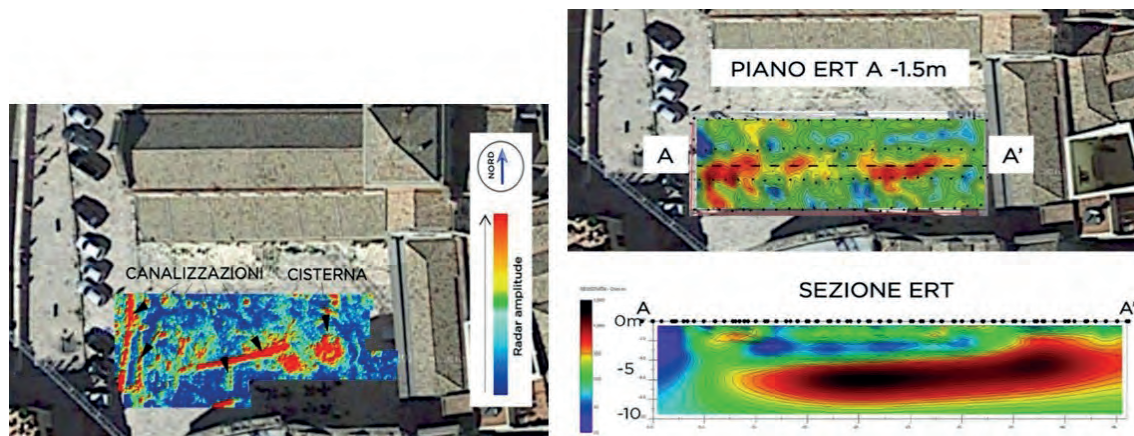 CANALIZZAZIONI
CISTERNA
NORD
Radar amplitude
PIANO ERT A -1.5m
A
A'
SEZIONE ERT
A
A'
0m
-5
-10